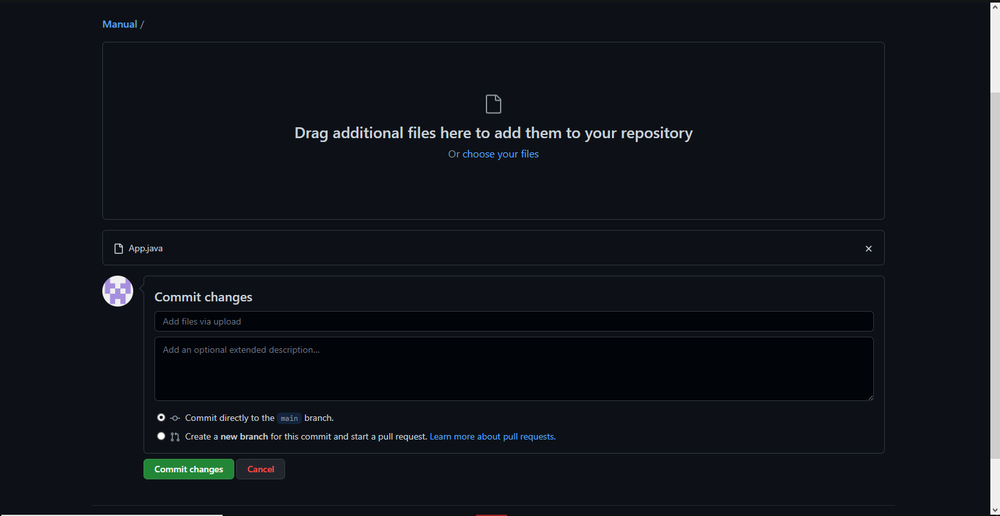 Manual /
Drag additional files here to add them to your repository
Or choose your files
App.java
Commit changes
Add files via upload
Add an optional extended description...
Commit directly to the main branch.
Create a new branch for this commit and start a pull request. Learn more about pull requests.
Commit changes Cancel